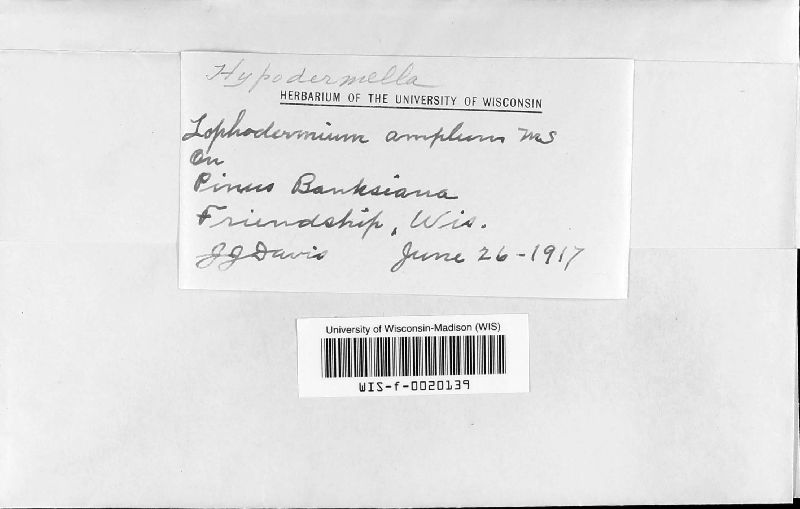 Hypodermella
HERBARIUM OF THE UNIVERSITY OF WISCONSIN
Lophodermium amplum ms
On
Pinus Banksiana
Friendship, Wis.
JJDavis June 26-1917
University of Wisconsin-Madison (WIS)
WIS-f-0020139